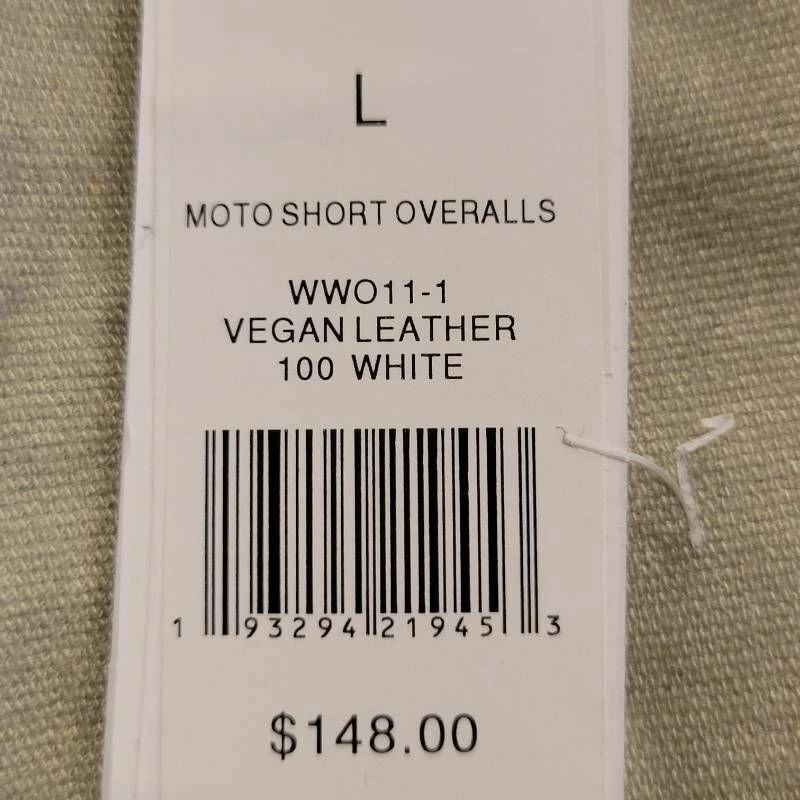 L
MOTO SHORT OVERALLS
WWO11-1
VEGAN LEATHER
100 WHITE
1 93294 21945 3
$148.00